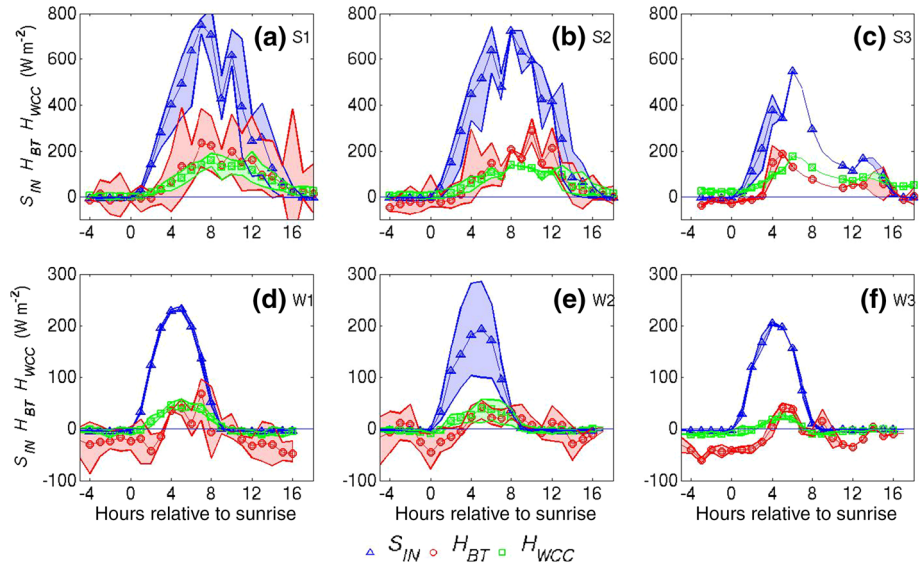 S_IN H_BT H_WCC (W m⁻²)
800
600
400
200
0
-4 0 4 8 12 16
(a) S1
800
600
400
200
0
-4 0 4 8 12 16
(b) S2
800
600
400
200
0
-4 0 4 8 12 16
(c) S3
S_IN H_BT H_WCC (W m⁻²)
300
200
100
0
-100
-4 0 4 8 12 16
(d) W1
Hours relative to sunrise
300
200
100
0
-100
-4 0 4 8 12 16
(e) W2
Hours relative to sunrise
300
200
100
0
-100
-4 0 4 8 12 16
(f) W3
Hours relative to sunrise
S_IN H_BT H_WCC